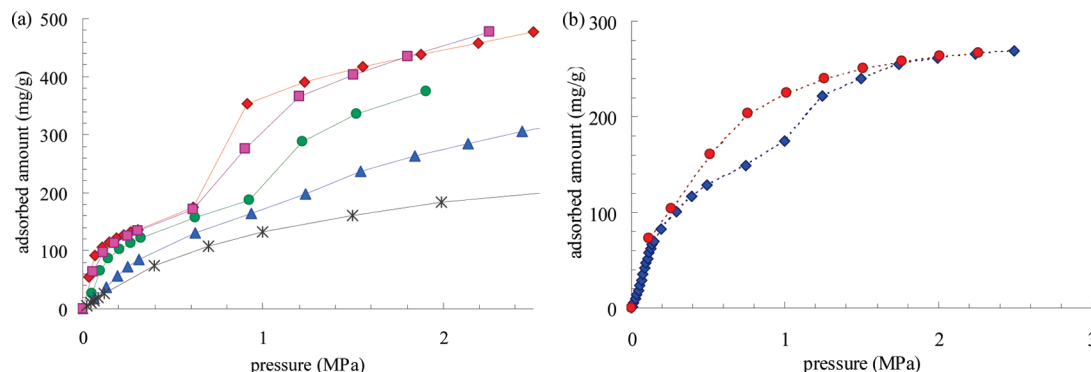 (a)
500
400
300
200
100
0
adsorbed amount (mg/g)
0 1 2
pressure (MPa)
(b)
300
200
100
0
adsorbed amount (mg/g)
0 1 2 3
pressure (MPa)